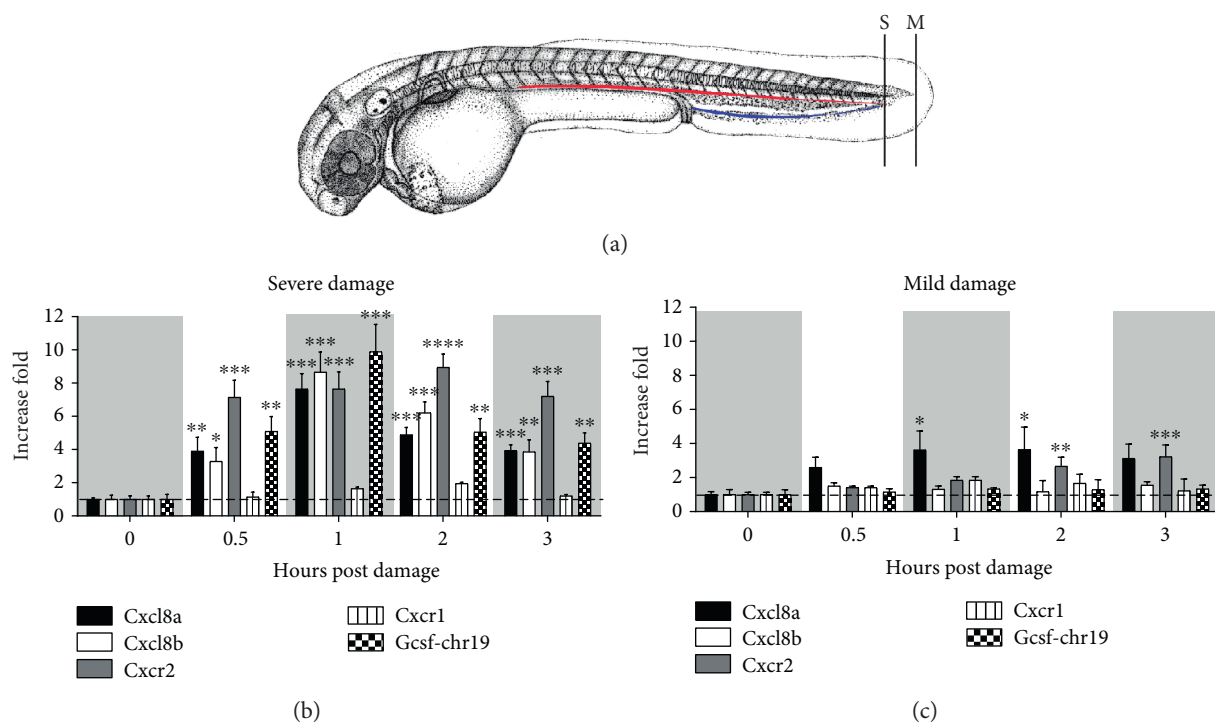 S M
(a)
Severe damage
Increase fold
12
10
8
6
4
2
0
** * *** **
*** *** *** ***
*** *** **** **
*** ** *** **
0 0.5 1 2 3
Hours post damage
Cxcl8a
Cxcl8b
Cxcr2
Cxcr1
Gcsf-chr19
(b)
Mild damage
Increase fold
12
10
8
6
4
2
0
*
* **
***
0 0.5 1 2 3
Hours post damage
Cxcl8a
Cxcl8b
Cxcr2
Cxcr1
Gcsf-chr19
(c)